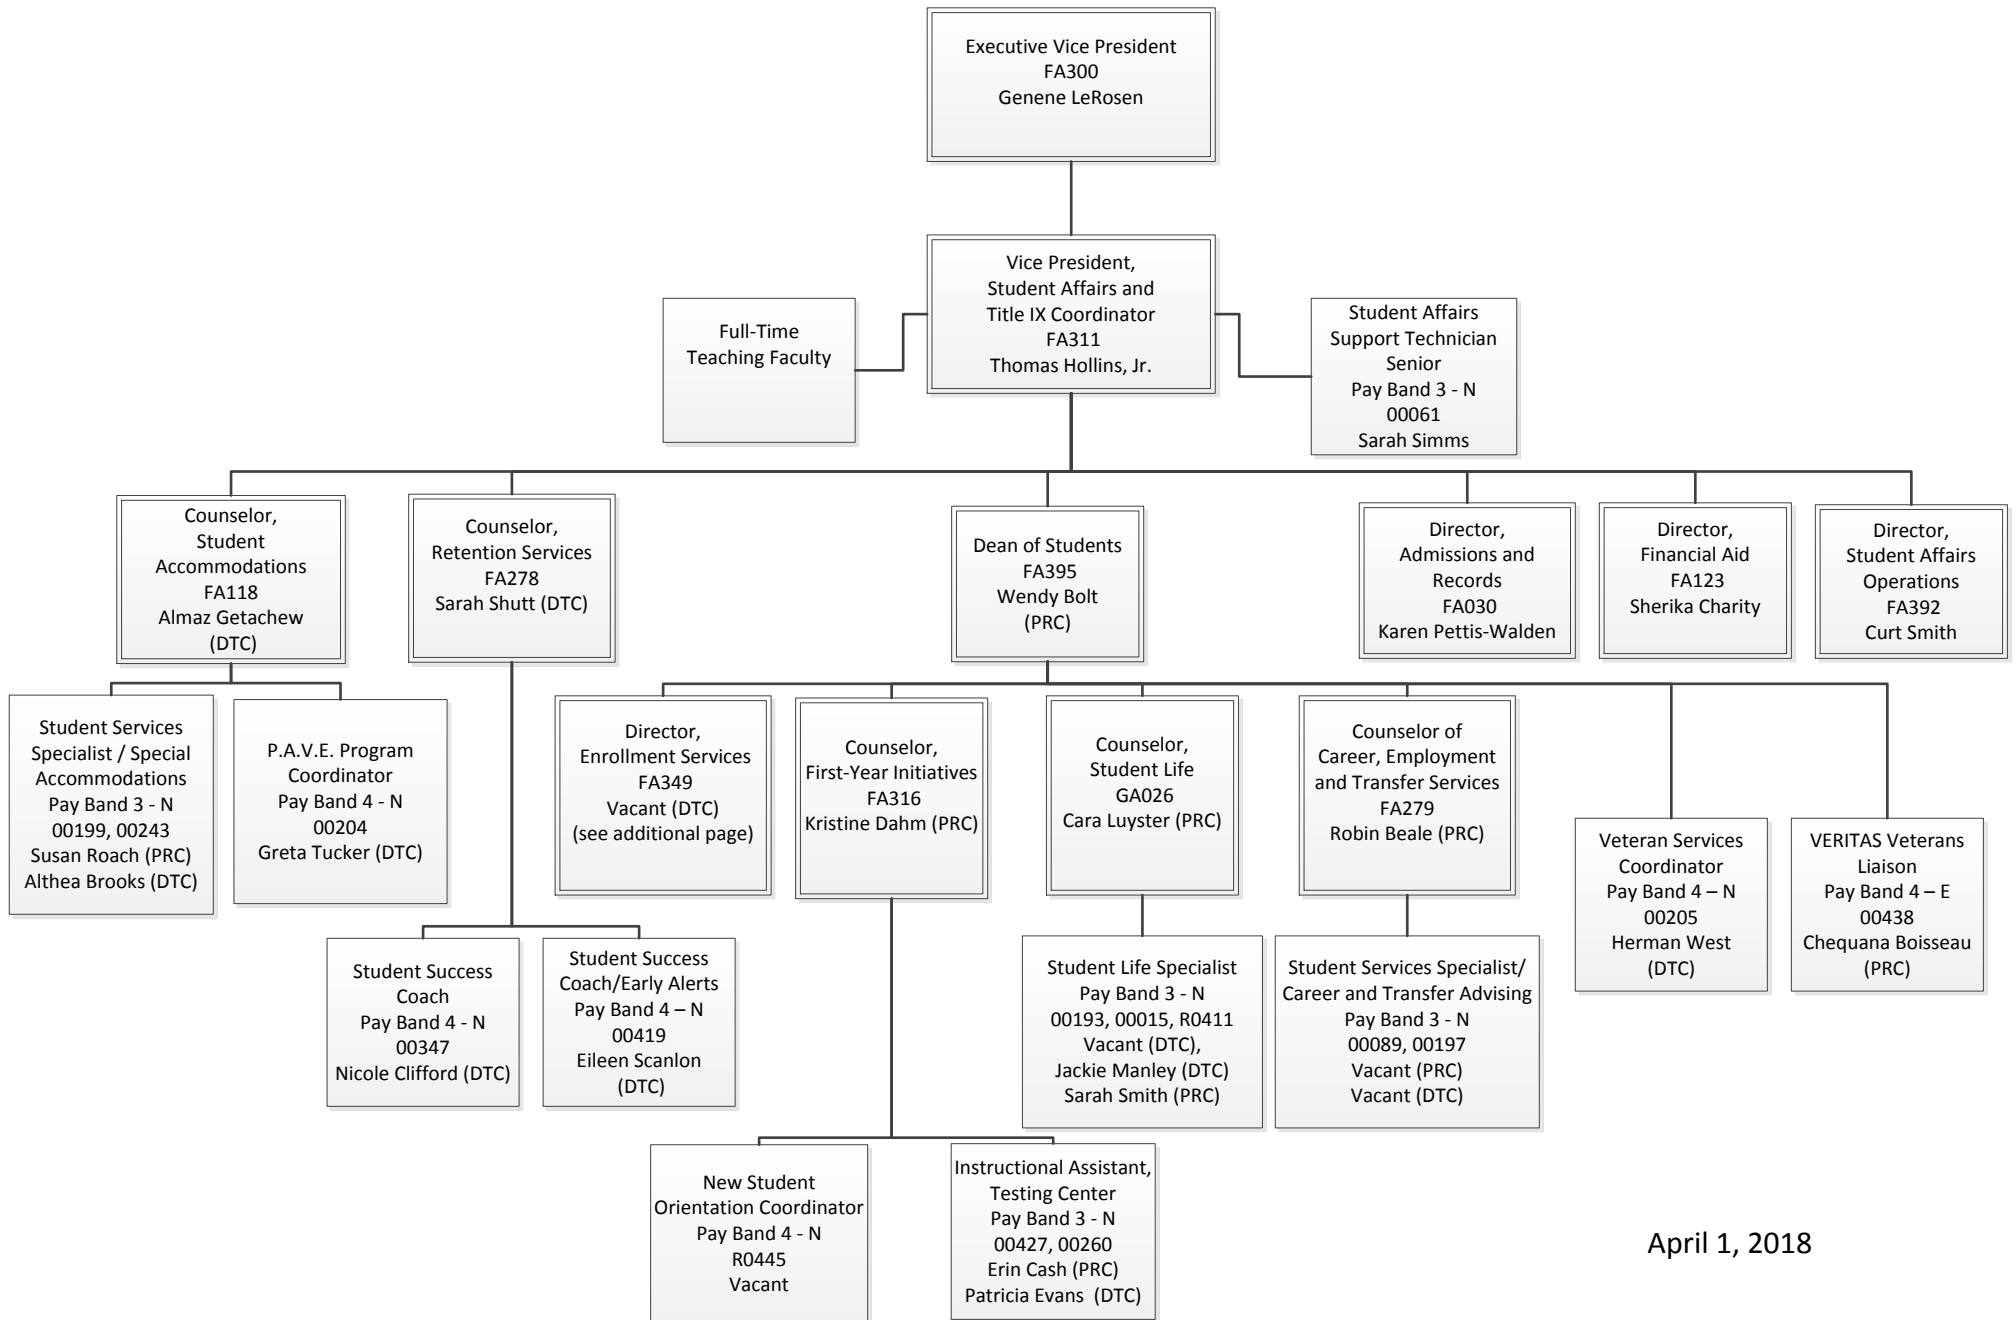 Executive Vice President
FA300
Genene LeRosen
Vice President,
Student Affairs and
Title IX Coordinator
FA311
Thomas Hollins, Jr.
Full-Time
Teaching Faculty
Student Affairs
Support Technician
Senior
Pay Band 3 - N
00061
Sarah Simms
Counselor,
Student
Accommodations
FA118
Almaz Getachew
(DTC)
Counselor,
Retention Services
FA278
Sarah Shutt (DTC)
Dean of Students
FA395
Wendy Bolt
(PRC)
Director,
Admissions and
Records
FA030
Karen Pettis-Walden
Director,
Financial Aid
FA123
Sherika Charity
Director,
Student Affairs
Operations
FA392
Curt Smith
Student Services
Specialist / Special
Accommodations
Pay Band 3 - N
00199, 00243
Susan Roach (PRC)
Althea Brooks (DTC)
P.A.V.E. Program
Coordinator
Pay Band 4 - N
00204
Greta Tucker (DTC)
Director,
Enrollment Services
FA349
Vacant (DTC)
(see additional page)
Counselor,
First-Year Initiatives
FA316
Kristine Dahm (PRC)
Counselor,
Student Life
GA026
Cara Luyster (PRC)
Counselor of
Career, Employment
and Transfer Services
FA279
Robin Beale (PRC)
Veteran Services
Coordinator
Pay Band 4 – N
00205
Herman West
(DTC)
VERITAS Veterans
Liaison
Pay Band 4 – E
00438
Chequana Boisseau
(PRC)
Student Success
Coach
Pay Band 4 - N
00347
Nicole Clifford (DTC)
Student Success
Coach/Early Alerts
Pay Band 4 – N
00419
Eileen Scanlon
(DTC)
Student Life Specialist
Pay Band 3 - N
00193, 00015, R0411
Vacant (DTC),
Jackie Manley (DTC)
Sarah Smith (PRC)
Student Services Specialist/
Career and Transfer Advising
Pay Band 3 - N
00089, 00197
Vacant (PRC)
Vacant (DTC)
New Student
Orientation Coordinator
Pay Band 4 - N
R0445
Vacant
Instructional Assistant,
Testing Center
Pay Band 3 - N
00427, 00260
Erin Cash (PRC)
Patricia Evans (DTC)
April 1, 2018